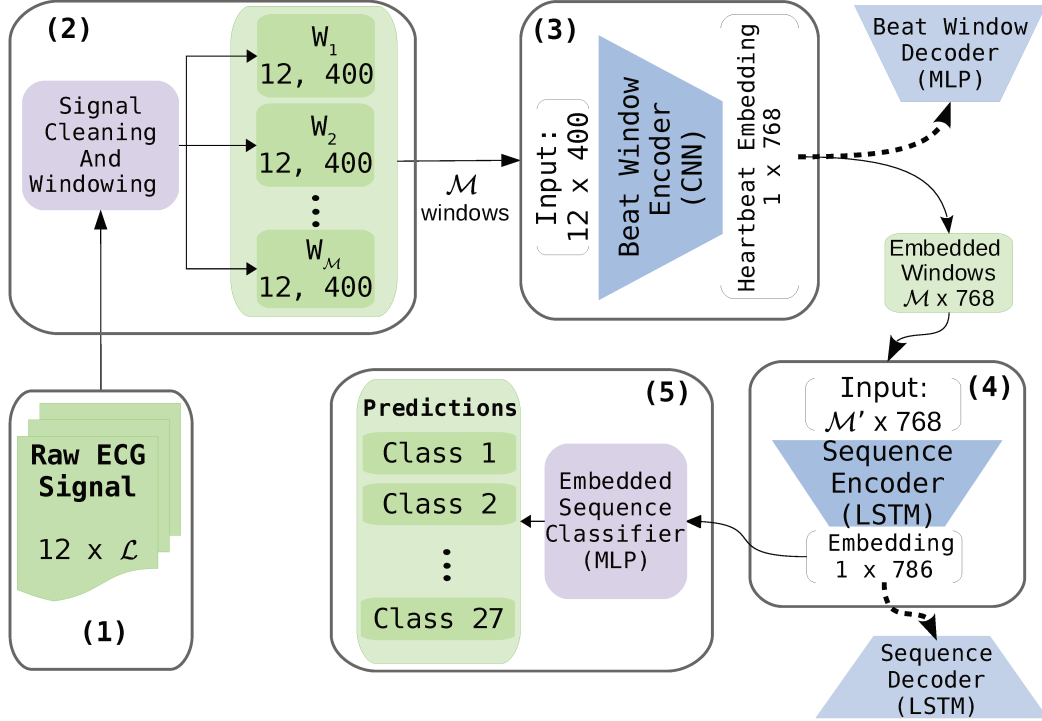 (2)
Signal
Cleaning
And
Windowing
W1
12, 400
W2
12, 400
Wℳ
12, 400
ℳ
windows
(3)
Input:
12 x 400
Beat Window
Encoder
(CNN)
Heartbeat Embedding
1 x 768
Beat Window
Decoder
(MLP)
Embedded
Windows
ℳ x 768
(4)
Input:
ℳ’ x 768
Sequence
Encoder
(LSTM)
Embedding
1 x 786
Sequence
Decoder
(LSTM)
(5)
Embedded
Sequence
Classifier
(MLP)
Predictions
Class 1
Class 2
Class 27
Raw ECG
Signal
12 x ℒ
(1)